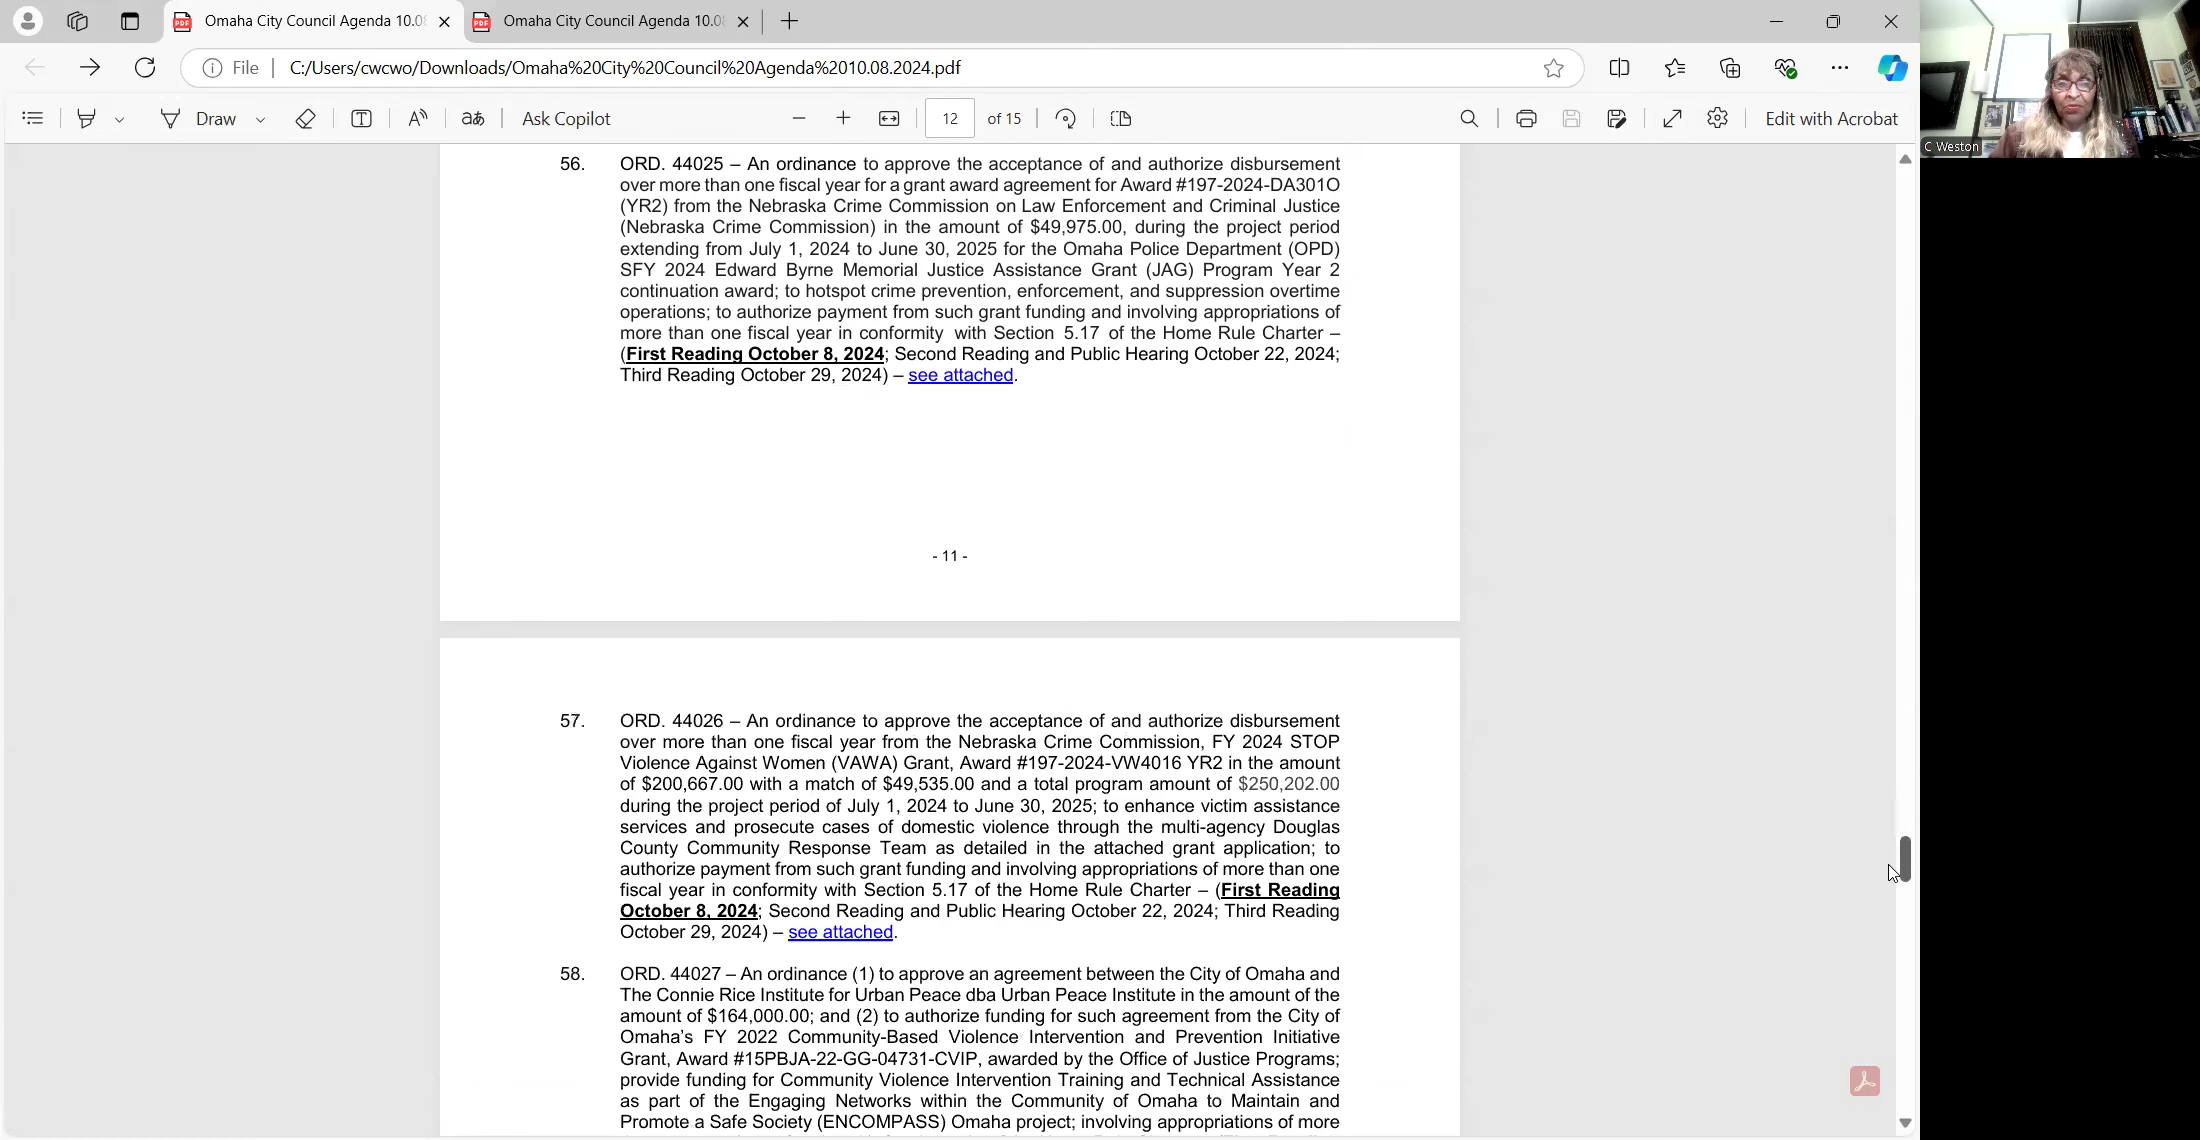 Omaha City Council Agenda 10.08
Omaha City Council Agenda 10.08
File
C:/Users/cwcwo/Downloads/Omaha%20City%20Council%20Agenda%2010.08.2024.pdf
Draw
Ask Copilot
12 of 15
Edit with Acrobat
C Weston
56. ORD. 44025 – An ordinance to approve the acceptance of and authorize disbursement
over more than one fiscal year for a grant award agreement for Award #197-2024-DA301O
(YR2) from the Nebraska Crime Commission on Law Enforcement and Criminal Justice
(Nebraska Crime Commission) in the amount of $49,975.00, during the project period
extending from July 1, 2024 to June 30, 2025 for the Omaha Police Department (OPD)
SFY 2024 Edward Byrne Memorial Justice Assistance Grant (JAG) Program Year 2
continuation award; to hotspot crime prevention, enforcement, and suppression overtime
operations; to authorize payment from such grant funding and involving appropriations of
more than one fiscal year in conformity with Section 5.17 of the Home Rule Charter –
(First Reading October 8, 2024; Second Reading and Public Hearing October 22, 2024;
Third Reading October 29, 2024) – see attached.
- 11 -
57. ORD. 44026 – An ordinance to approve the acceptance of and authorize disbursement
over more than one fiscal year from the Nebraska Crime Commission, FY 2024 STOP
Violence Against Women (VAWA) Grant, Award #197-2024-VW4016 YR2 in the amount
of $200,667.00 with a match of $49,535.00 and a total program amount of $250,202.00
during the project period of July 1, 2024 to June 30, 2025; to enhance victim assistance
services and prosecute cases of domestic violence through the multi-agency Douglas
County Community Response Team as detailed in the attached grant application; to
authorize payment from such grant funding and involving appropriations of more than one
fiscal year in conformity with Section 5.17 of the Home Rule Charter – (First Reading
October 8, 2024; Second Reading and Public Hearing October 22, 2024; Third Reading
October 29, 2024) – see attached.
58. ORD. 44027 – An ordinance (1) to approve an agreement between the City of Omaha and
The Connie Rice Institute for Urban Peace dba Urban Peace Institute in the amount of the
amount of $164,000.00; and (2) to authorize funding for such agreement from the City of
Omaha's FY 2022 Community-Based Violence Intervention and Prevention Initiative
Grant, Award #15PBJA-22-GG-04731-CVIP, awarded by the Office of Justice Programs;
provide funding for Community Violence Intervention Training and Technical Assistance
as part of the Engaging Networks within the Community of Omaha to Maintain and
Promote a Safe Society (ENCOMPASS) Omaha project; involving appropriations of more